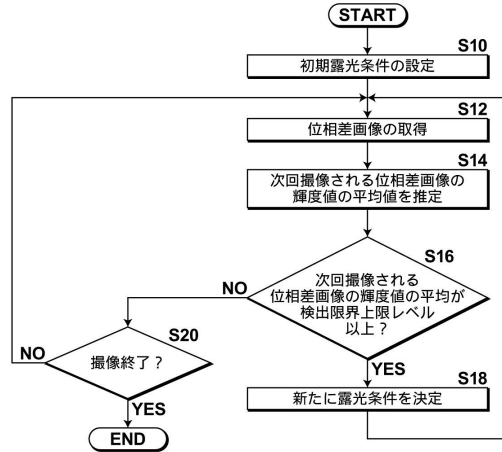 START
S10
初期露光条件の設定
S12
位相差画像の取得
S14
次回撮像される位相差画像の
輝度値の平均値を推定
S16
次回撮像される
位相差画像の輝度値の平均が
検出限界上限レベル
以上？
NO
YES
S20
撮像終了？
NO
YES
END
S18
新たに露光条件を決定